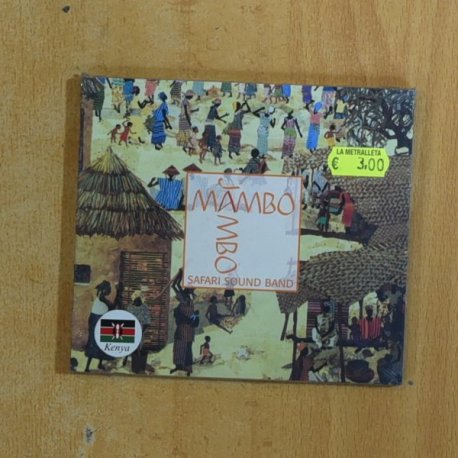 LA METRALLETA
€ 3,00
MAMBO
JAMBO
SAFARI SOUND BAND
Kenya